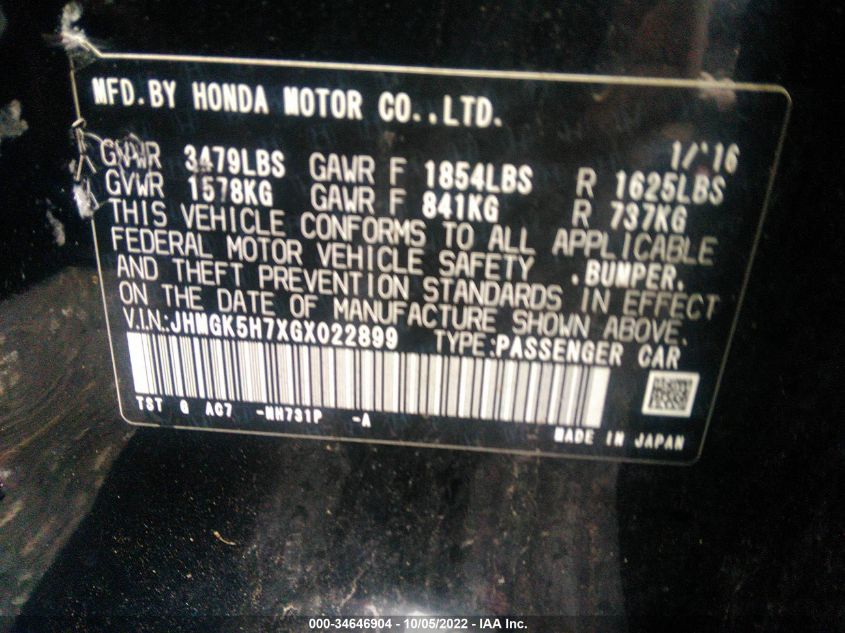 MFD.BY HONDA MOTOR CO.,LTD.
1/'16
GVWR 3479LBS GAWR F 1854LBS R 1625LBS
GVWR 1578KG GAWR F 841KG R 737KG
THIS VEHICLE CONFORMS TO ALL APPLICABLE
FEDERAL MOTOR VEHICLE SAFETY .BUMPER.
AND THEFT PREVENTION STANDARDS IN EFFECT
ON THE DATE OF MANUFACTURE SHOWN ABOVE.
V.I.N.:JHMGK5H7XGX022899 TYPE:PASSENGER CAR
TST G AG7 -NH731P -A
MADE IN JAPAN
000-34646904 - 10/05/2022 - IAA Inc.